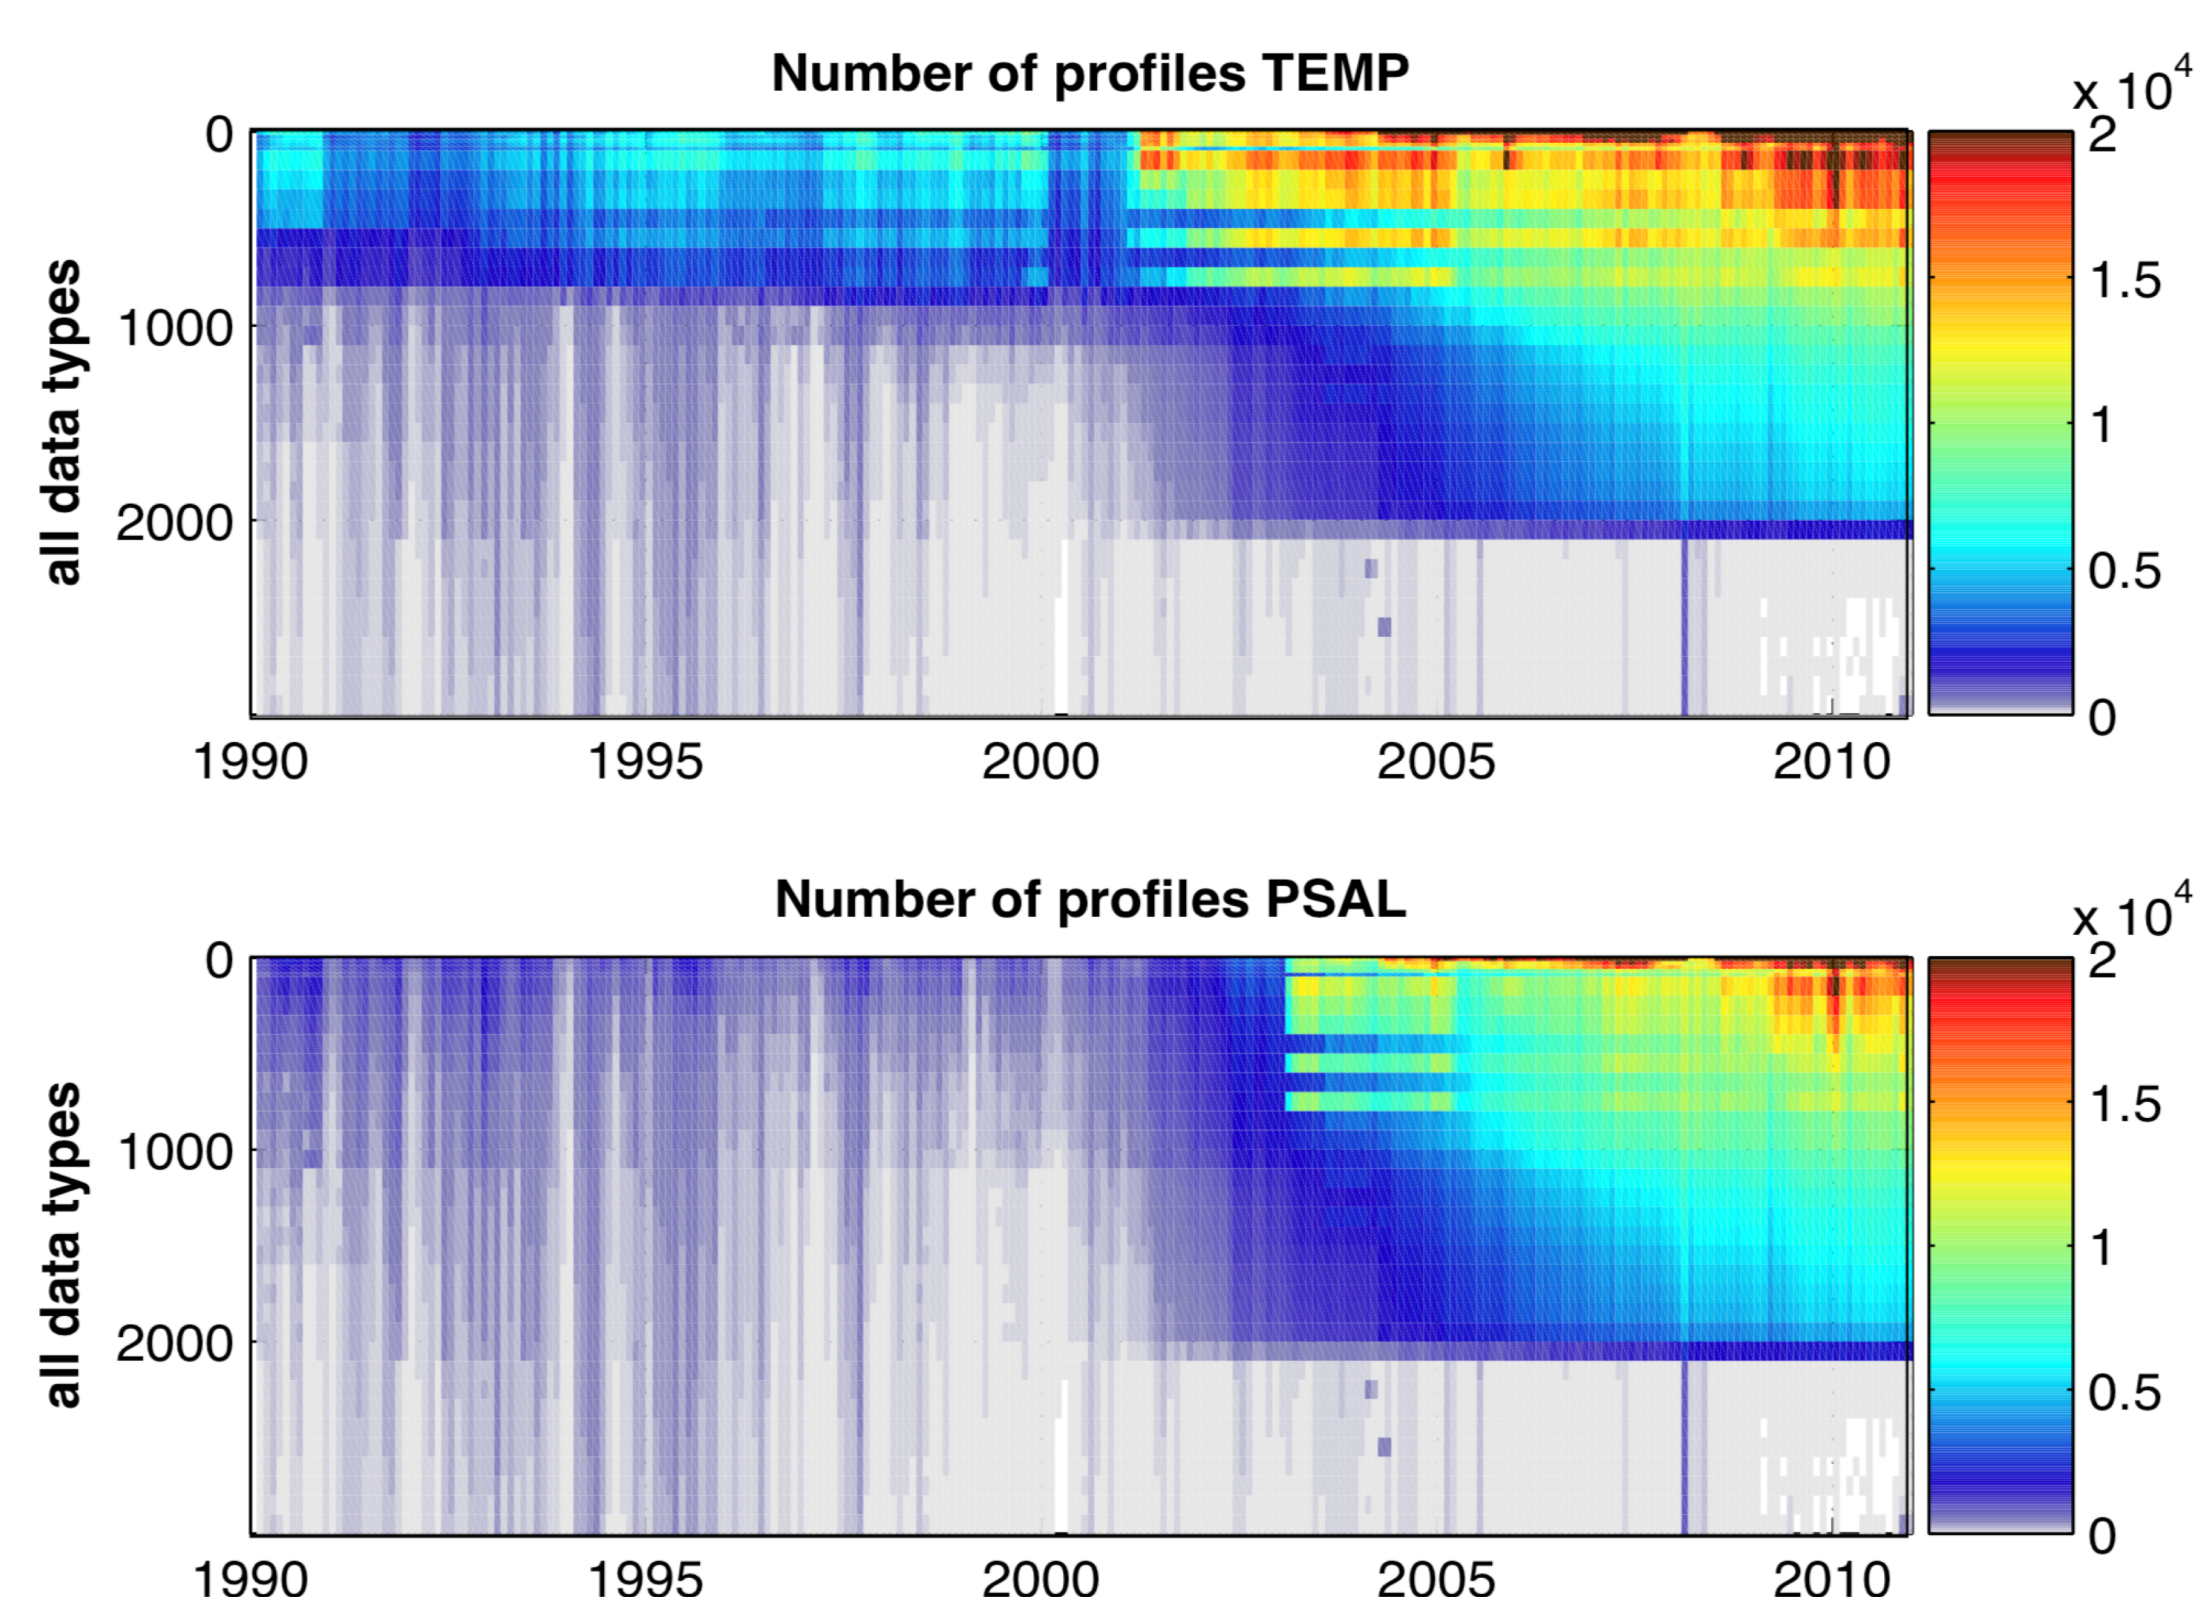 Number of profiles TEMP
x 10^4
all data types
0
1000
2000
1990 1995 2000 2005 2010
2
1.5
1
0.5
0
Number of profiles PSAL
x 10^4
all data types
0
1000
2000
1990 1995 2000 2005 2010
2
1.5
1
0.5
0